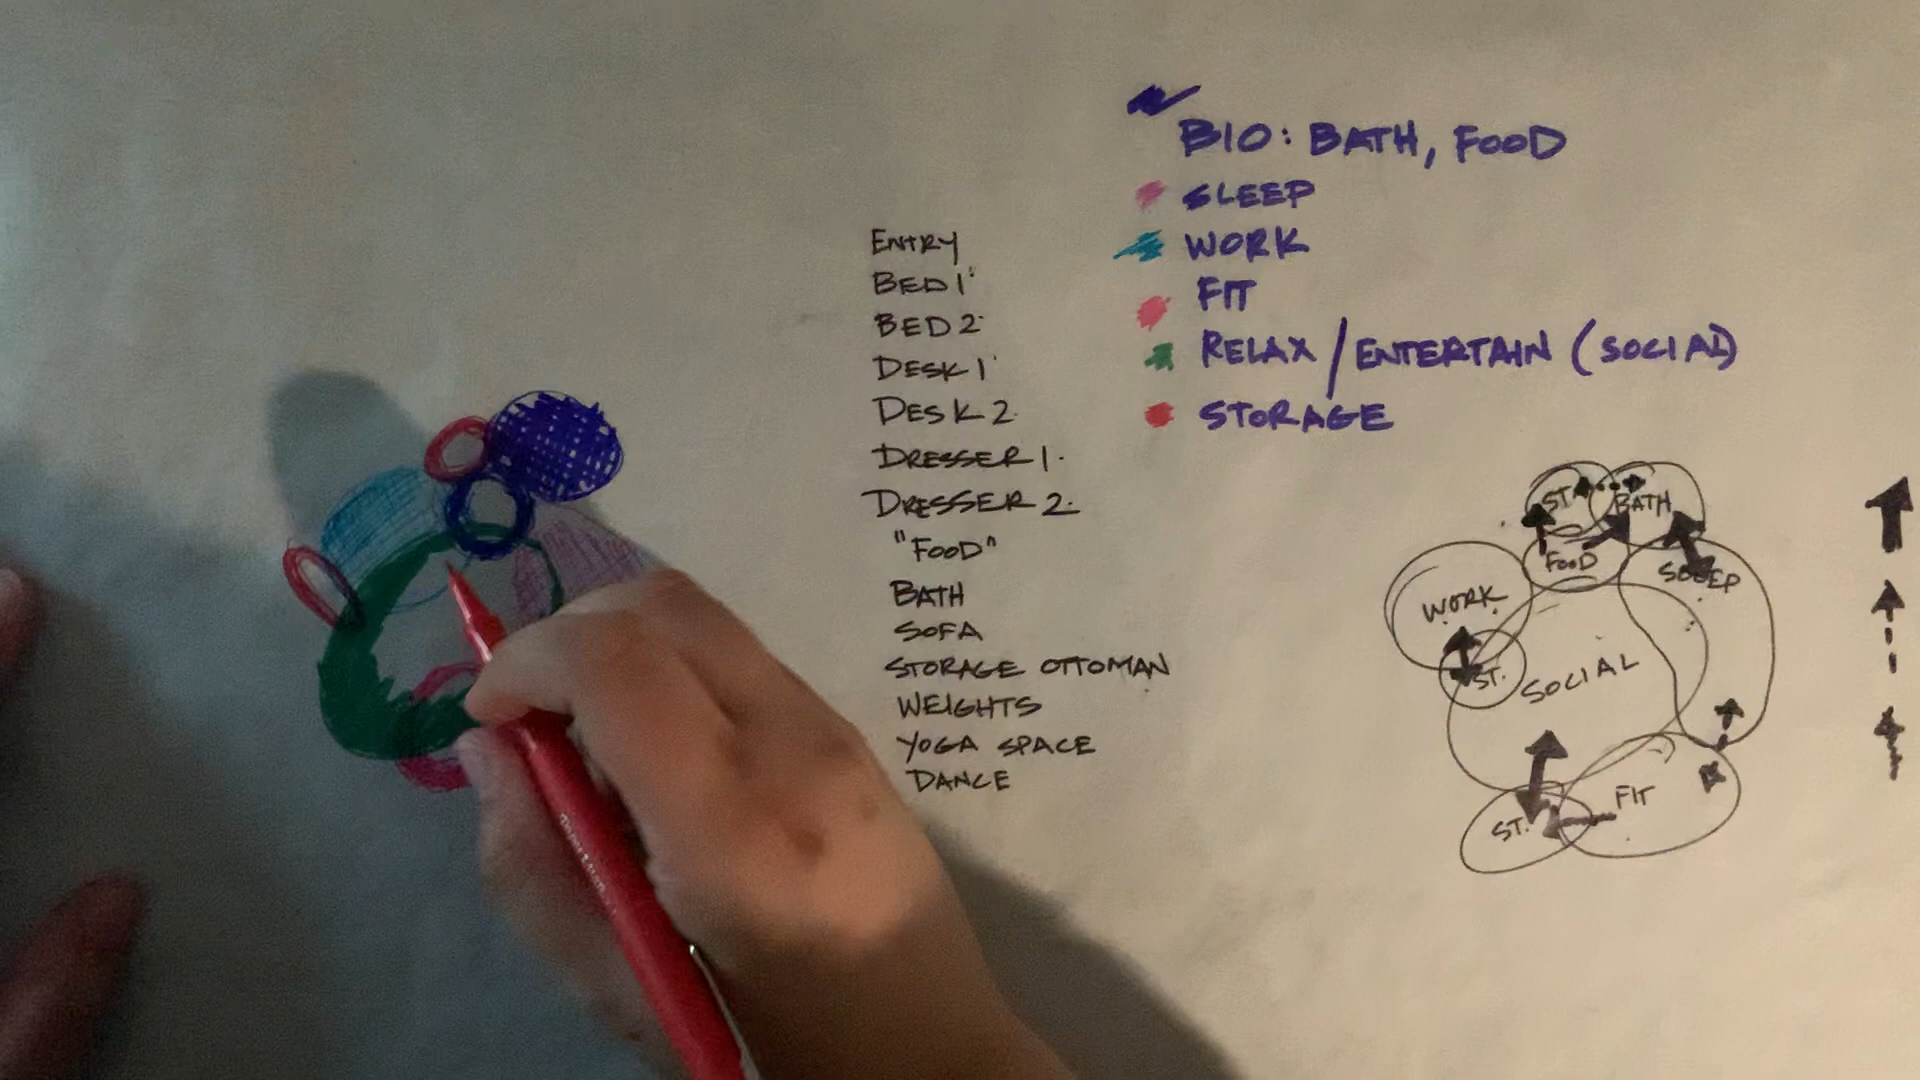 BIO: BATH, FOOD
SLEEP
WORK
FIT
RELAX / ENTERTAIN (SOCIAL)
STORAGE
ENTRY
BED 1
BED 2
DESK 1
DESK 2
DRESSER 1
DRESSER 2
"FOOD"
BATH
SOFA
STORAGE OTTOMAN
WEIGHTS
YOGA SPACE
DANCE
ST.
BATH
FOOD
SLEEP
WORK
ST.
SOCIAL
FIT
ST.